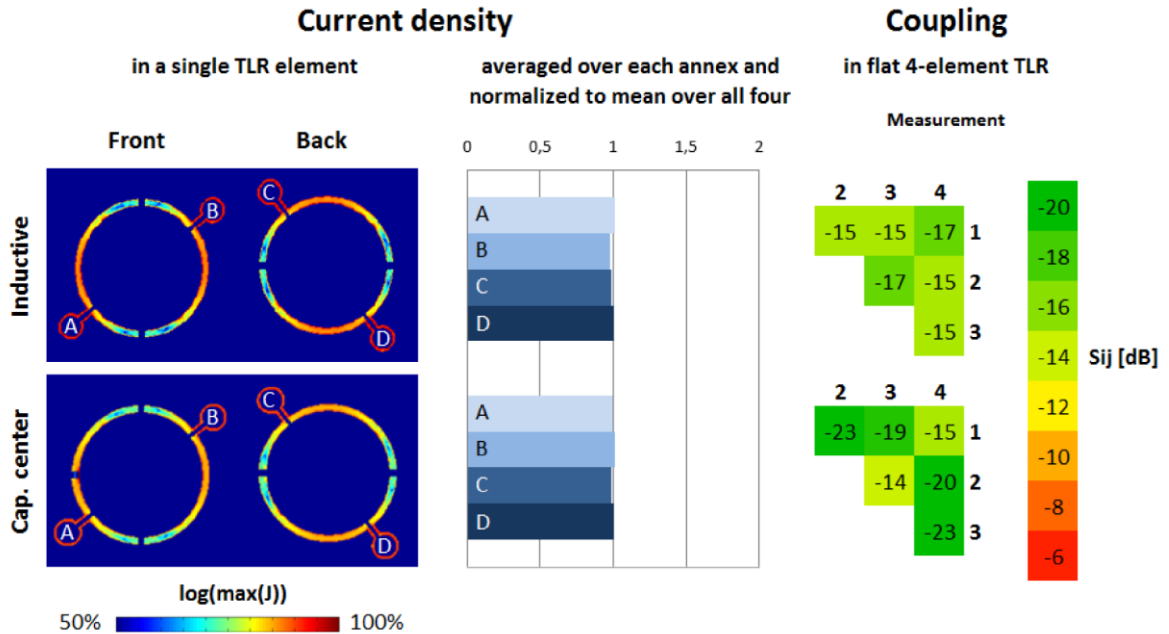 Current density
Coupling
in a single TLR element
averaged over each annex and
normalized to mean over all four
in flat 4-element TLR
Measurement
Front
Back
0 0,5 1 1,5 2
Inductive
B
A
C
D
A
B
C
D
2 3 4
-15 -15 -17 1
-17 -15 2
-15 3
Cap. center
B
A
C
D
A
B
C
D
2 3 4
-23 -19 -15 1
-14 -20 2
-23 3
-20
-18
-16
-14
-12
-10
-8
-6
Sij [dB]
log(max(J))
50% 100%